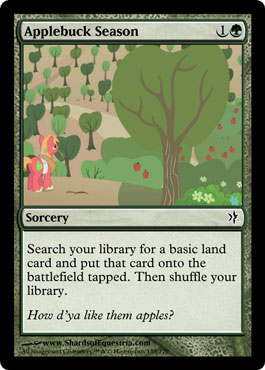 Applebuck Season 1
Sorcery
Search your library for a basic land
card and put that card onto the
battlefield tapped. Then shuffle your
library.
How d'ya like them apples?
www.ShardsofEquestria.com